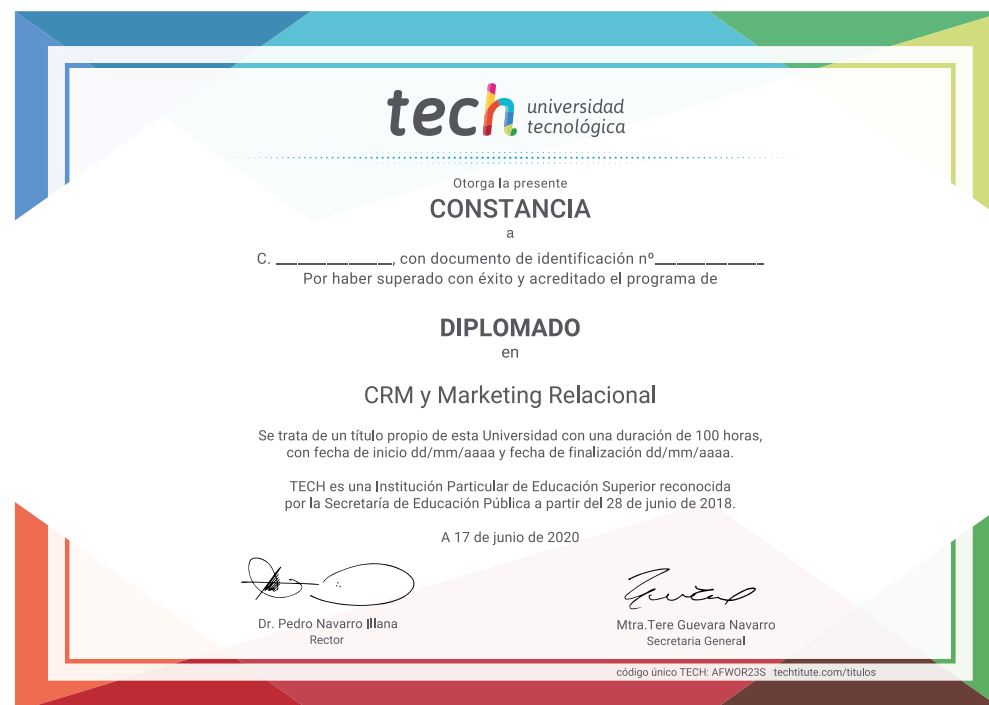 tech universidad
tecnológica
Otorga la presente
CONSTANCIA
a
C. ______________, con documento de identificación nº_____________
Por haber superado con éxito y acreditado el programa de
DIPLOMADO
en
CRM y Marketing Relacional
Se trata de un título propio de esta Universidad con una duración de 100 horas,
con fecha de inicio dd/mm/aaaa y fecha de finalización dd/mm/aaaa.
TECH es una Institución Particular de Educación Superior reconocida
por la Secretaría de Educación Pública a partir del 28 de junio de 2018.
A 17 de junio de 2020
Dr. Pedro Navarro Illana
Rector
Mtra.Tere Guevara Navarro
Secretaria General
código único TECH: AFWOR23S techtitute.com/titulos